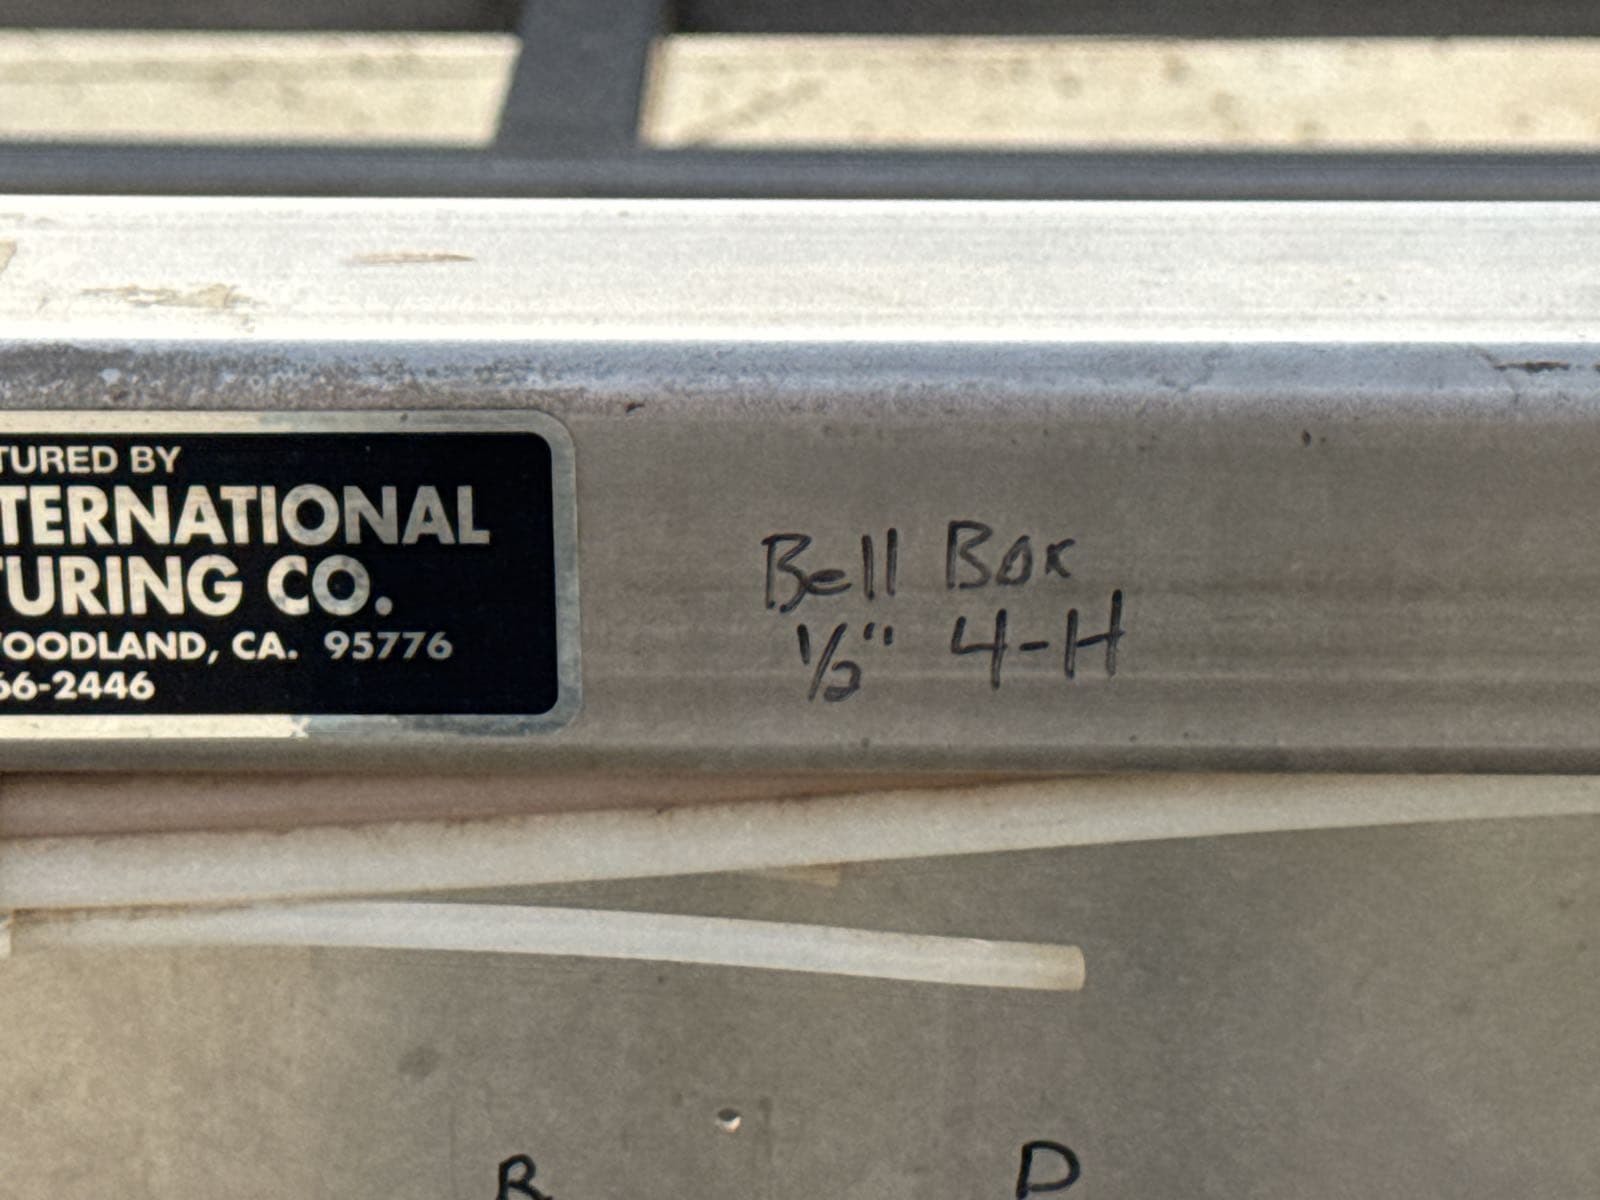 TURED BY
TERNATIONAL
TURING CO.
OODLAND, CA. 95776
66-2446
Bell Box
1/2" 4-H
R D